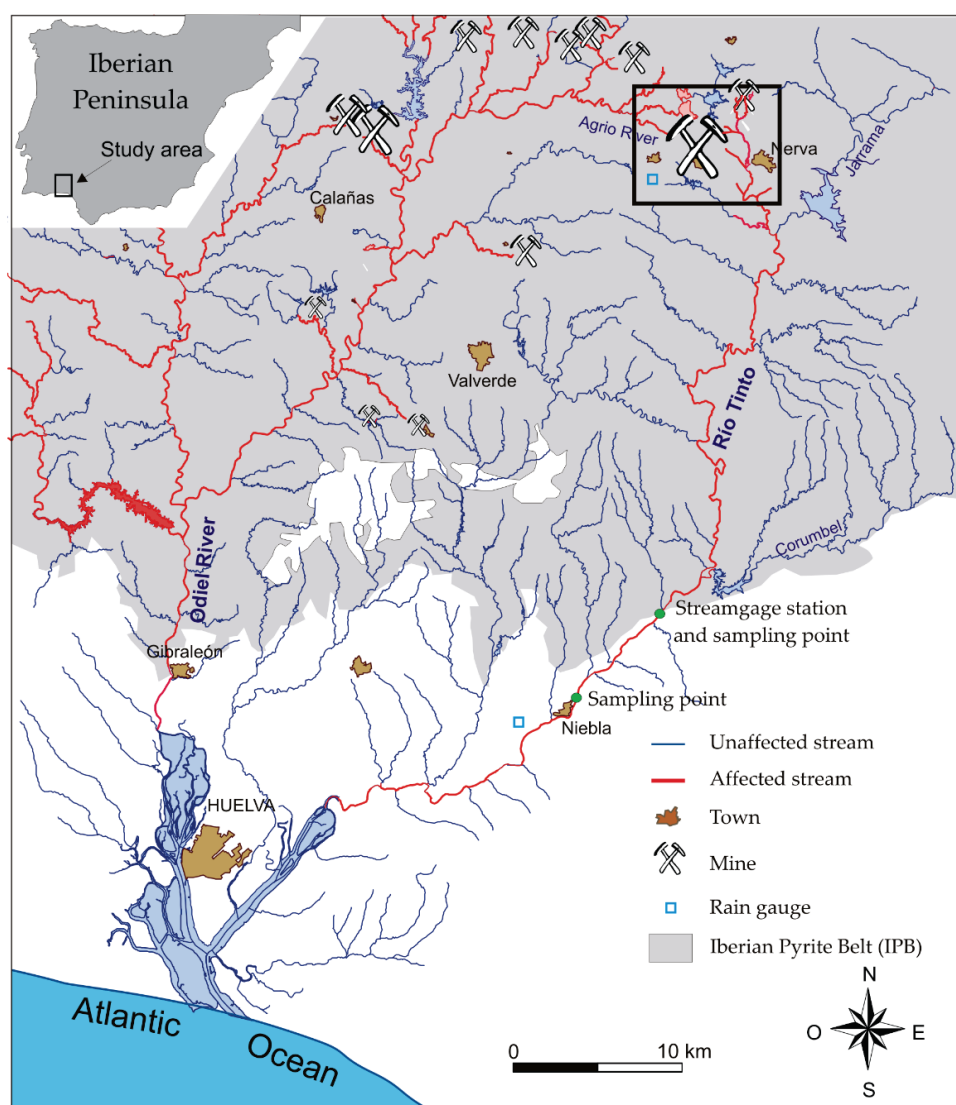 Iberian
Peninsula
Study area
Agrio River
Nerva
Jarrama
Calañas
Valverde
Río Tinto
Corumbel
Odiel River
Gibraleón
Streamgage station
and sampling point
Sampling point
Niebla
HUELVA
Unaffected stream
Affected stream
Town
Mine
Rain gauge
Iberian Pyrite Belt (IPB)
Atlantic
Ocean
0
10 km
N
O
E
S